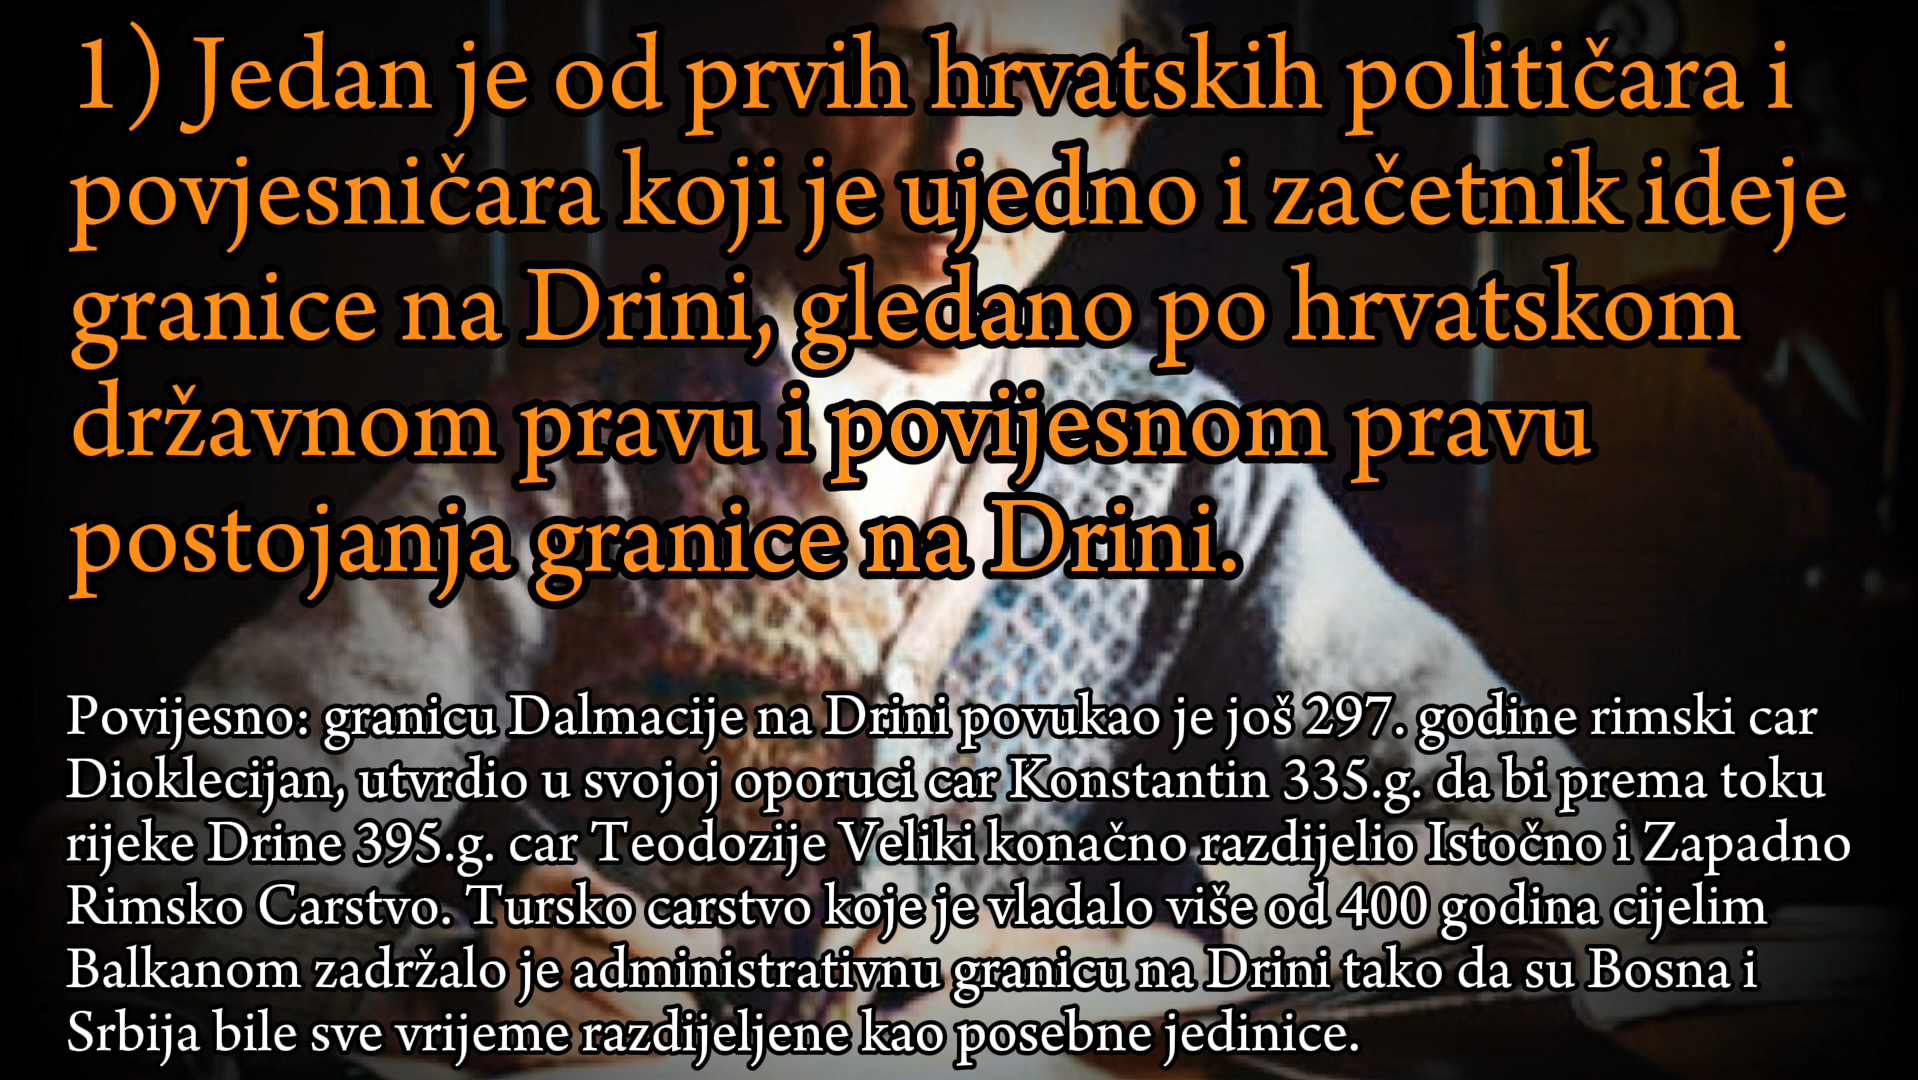 1) Jedan je od prvih hrvatskih političara i
povjesničara koji je ujedno i začetnik ideje
granice na Drini, gledano po hrvatskom
državnom pravu i povijesnom pravu
postojanja granice na Drini.
Povijesno: granicu Dalmacije na Drini povukao je još 297. godine rimski car
Dioklecijan, utvrdio u svojoj oporuci car Konstantin 335.g. da bi prema toku
rijeke Drine 395.g. car Teodozije Veliki konačno razdijelio Istočno i Zapadno
Rimsko Carstvo. Tursko carstvo koje je vladalo više od 400 godina cijelim
Balkanom zadržalo je administrativnu granicu na Drini tako da su Bosna i
Srbija bile sve vrijeme razdijeljene kao posebne jedinice.